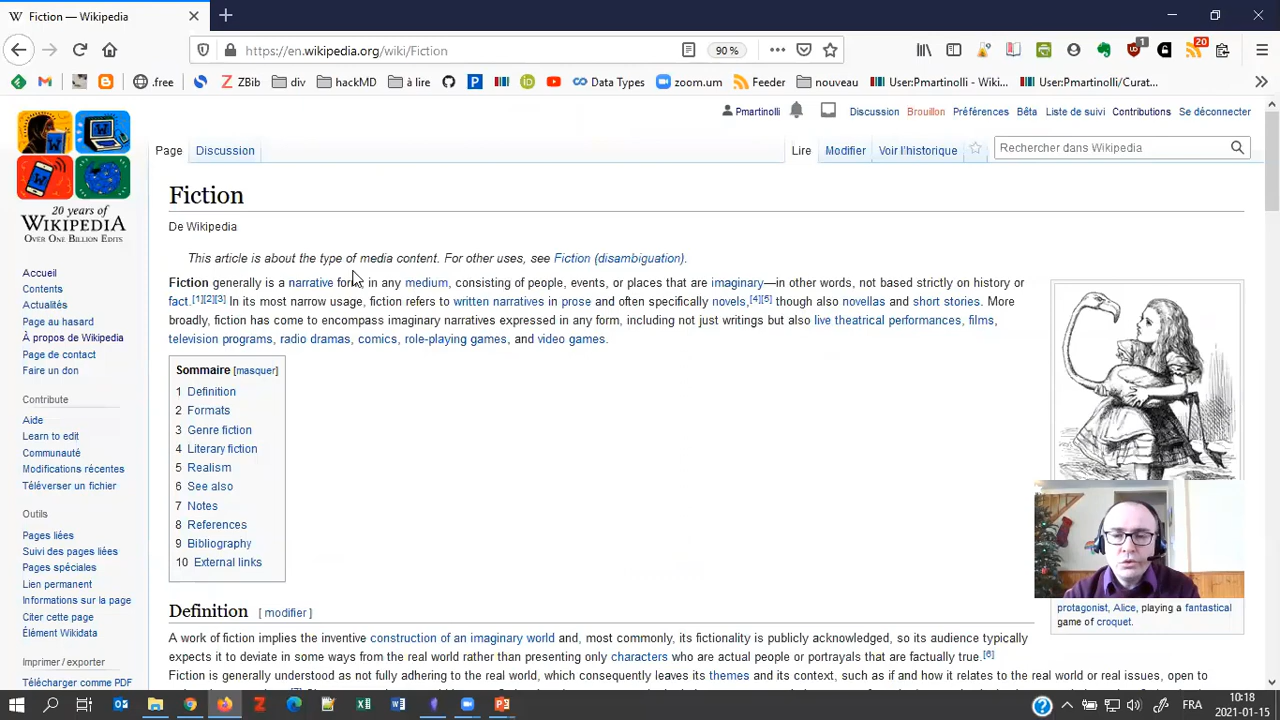 Fiction — Wikipedia
https://en.wikipedia.org/wiki/Fiction
90 %
20
1
.free
ZBib
div
hackMD
à lire
Data Types
zoom.um
Feeder
nouveau
User:Pmartinolli - Wiki...
User:Pmartinolli/Curat...
Pmartinolli
Discussion
Brouillon
Préférences
Bêta
Liste de suivi
Contributions
Se déconnecter
Page
Discussion
Lire
Modifier
Voir l'historique
Rechercher dans Wikipedia
20 years of
WIKIPEDIA
OVER ONE BILLION EDITS
Accueil
Contents
Actualités
Page au hasard
À propos de Wikipedia
Page de contact
Faire un don
Contribute
Aide
Learn to edit
Communauté
Modifications récentes
Téléverser un fichier
Outils
Pages liées
Suivi des pages liées
Pages spéciales
Lien permanent
Informations sur la page
Citer cette page
Élément Wikidata
Imprimer / exporter
Télécharger comme PDF
Fiction
De Wikipedia
This article is about the type of media content. For other uses, see Fiction (disambiguation).
Fiction generally is a narrative form, in any medium, consisting of people, events, or places that are imaginary—in other words, not based strictly on history or
fact.[1][2][3] In its most narrow usage, fiction refers to written narratives in prose and often specifically novels,[4][5] though also novellas and short stories. More
broadly, fiction has come to encompass imaginary narratives expressed in any form, including not just writings but also live theatrical performances, films,
television programs, radio dramas, comics, role-playing games, and video games.
Sommaire [masquer]
1 Definition
2 Formats
3 Genre fiction
4 Literary fiction
5 Realism
6 See also
7 Notes
8 References
9 Bibliography
10 External links
protagonist, Alice, playing a fantastical
game of croquet.
Definition [ modifier ]
A work of fiction implies the inventive construction of an imaginary world and, most commonly, its fictionality is publicly acknowledged, so its audience typically
expects it to deviate in some ways from the real world rather than presenting only characters who are actual people or portrayals that are factually true.[6]
Fiction is generally understood as not fully adhering to the real world, which consequently leaves its themes and its context, such as if and how it relates to the real world or real issues, open to
FRA
10:18
2021-01-15